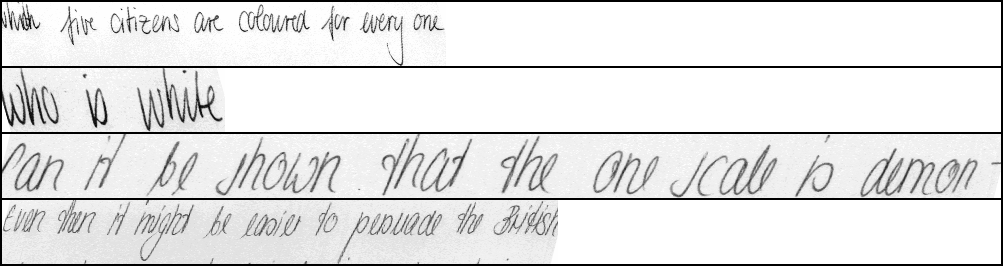 which five citizens are coloured for every one
who is white
Can it be shown that the one scale is demon-
Even then it might be easier to persuade the British